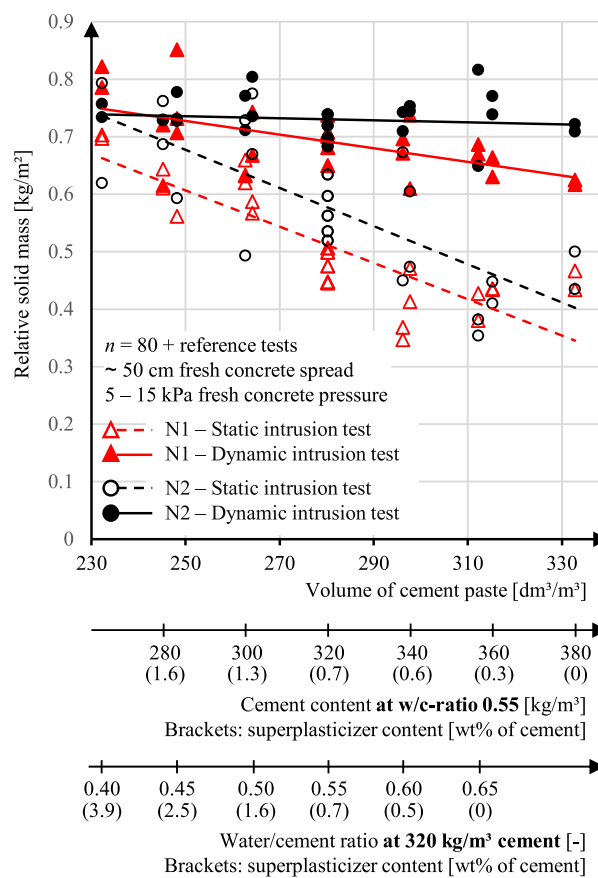 Relative solid mass [kg/m²]
0.9
0.8
0.7
0.6
0.5
0.4
0.3
0.2
0.1
0
n = 80 + reference tests
~ 50 cm fresh concrete spread
5 – 15 kPa fresh concrete pressure
N1 – Static intrusion test
N1 – Dynamic intrusion test
N2 – Static intrusion test
N2 – Dynamic intrusion test
230 250 270 290 310 330
Volume of cement paste [dm³/m³]
280 300 320 340 360 380
(1.6) (1.3) (0.7) (0.6) (0.3) (0)
Cement content at w/c-ratio 0.55 [kg/m³]
Brackets: superplasticizer content [wt% of cement]
0.40 0.45 0.50 0.55 0.60 0.65
(3.9) (2.5) (1.6) (0.7) (0.5) (0)
Water/cement ratio at 320 kg/m³ cement [-]
Brackets: superplasticizer content [wt% of cement]